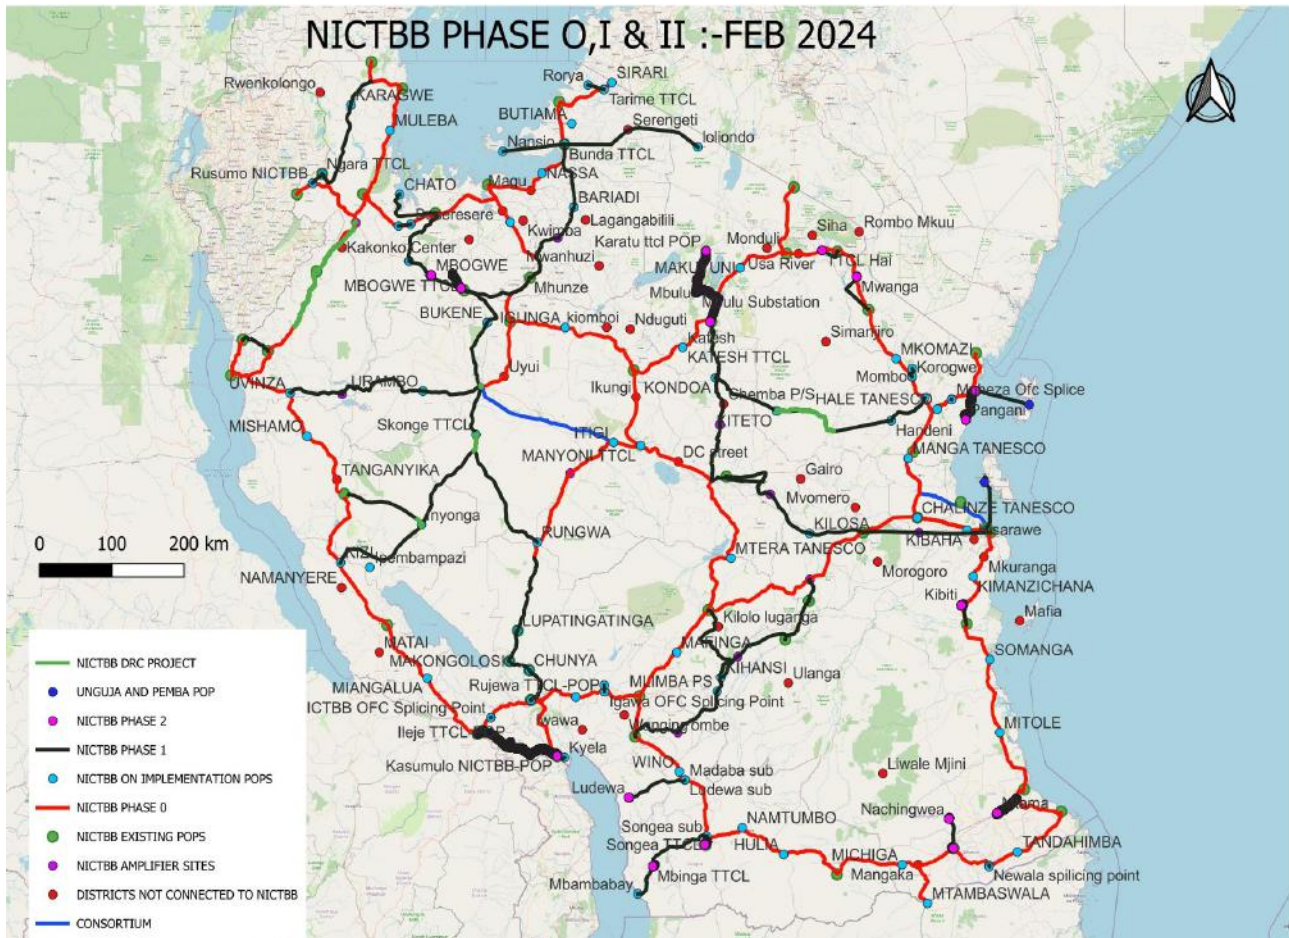 NICTBB PHASE 0,I & II :-FEB 2024
Rwenkolongo
KARAGWE
MULEBA
Rorya
SIRARI
Tarime TTCL
BUTIAMA
Serengeti
Nansio
Bunda TTCL
loliondo
Rusumo NICTBB
Ngara TTCL
CHATO
Magu
NASSA
BARIADI
Lagangabilili
Kwimba
Karatu ttcl POP
Monduli
Siha
Rombo Mkuu
Kakonko Center
Mwanhuzi
Usa River
TTCL Hai
MBOGWE
MBOGWE TTCL
Mhunze
Mbulu
Mbulu Substation
Mwanga
BUKENE
IGUNGA
kiomboi
Nduguti
Simanjiro
Katesh
KATESH TTCL
MKOMAZI
Korogwe
Mombo
Uyui
UVINZA
URAMBO
Ikungi
KONDOA
Chemba P/S
HALE TANESCO
Muheza Ofc Splice
Pangani
KITETO
Handeni
MISHAMO
Skonge TTCL
ITIGI
MANYONI TTCL
DC street
MANGA TANESCO
TANGANYIKA
Gairo
Mvomero
Inyonga
CHALINZE TANESCO
Kisarawe
KILOSA
KIBAHA
0 100 200 km
RUNGWA
MTERA TANESCO
KIZI
Ipembampazi
NAMANYERE
Morogoro
Mkuranga
KIMANZICHANA
Kibiti
Mafia
LUPATINGATINGA
Kilolo luganga
MATAI
MAFINGA
SOMANGA
MAKONGOLOSI
CHUNYA
KIHANSI
Ulanga
MIANGALUA
Rujewa TTCL-POP
MLIMBA PS
Igawa OFC Splicing Point
Wangingombe
Iwawa
MITOLE
Kyela
Kasumulo NICTBB-POP
WINO
Madaba sub
Ludewa sub
Ludewa
Liwale Mjini
Nachingwea
Songea sub
Songea TTCL
NAMTUMBO
HULIA
MICHIGA
Mangaka
TANDAHIMBA
Newala spilicing point
Mbinga TTCL
Mbambabay
MTAMBASWALA
NICTBB DRC PROJECT
UNGUJA AND PEMBA POP
NICTBB PHASE 2
NICTBB PHASE 1
NICTBB ON IMPLEMENTATION POPS
NICTBB PHASE 0
NICTBB EXISTING POPS
NICTBB AMPLIFIER SITES
DISTRICTS NOT CONNECTED TO NICTBB
CONSORTIUM